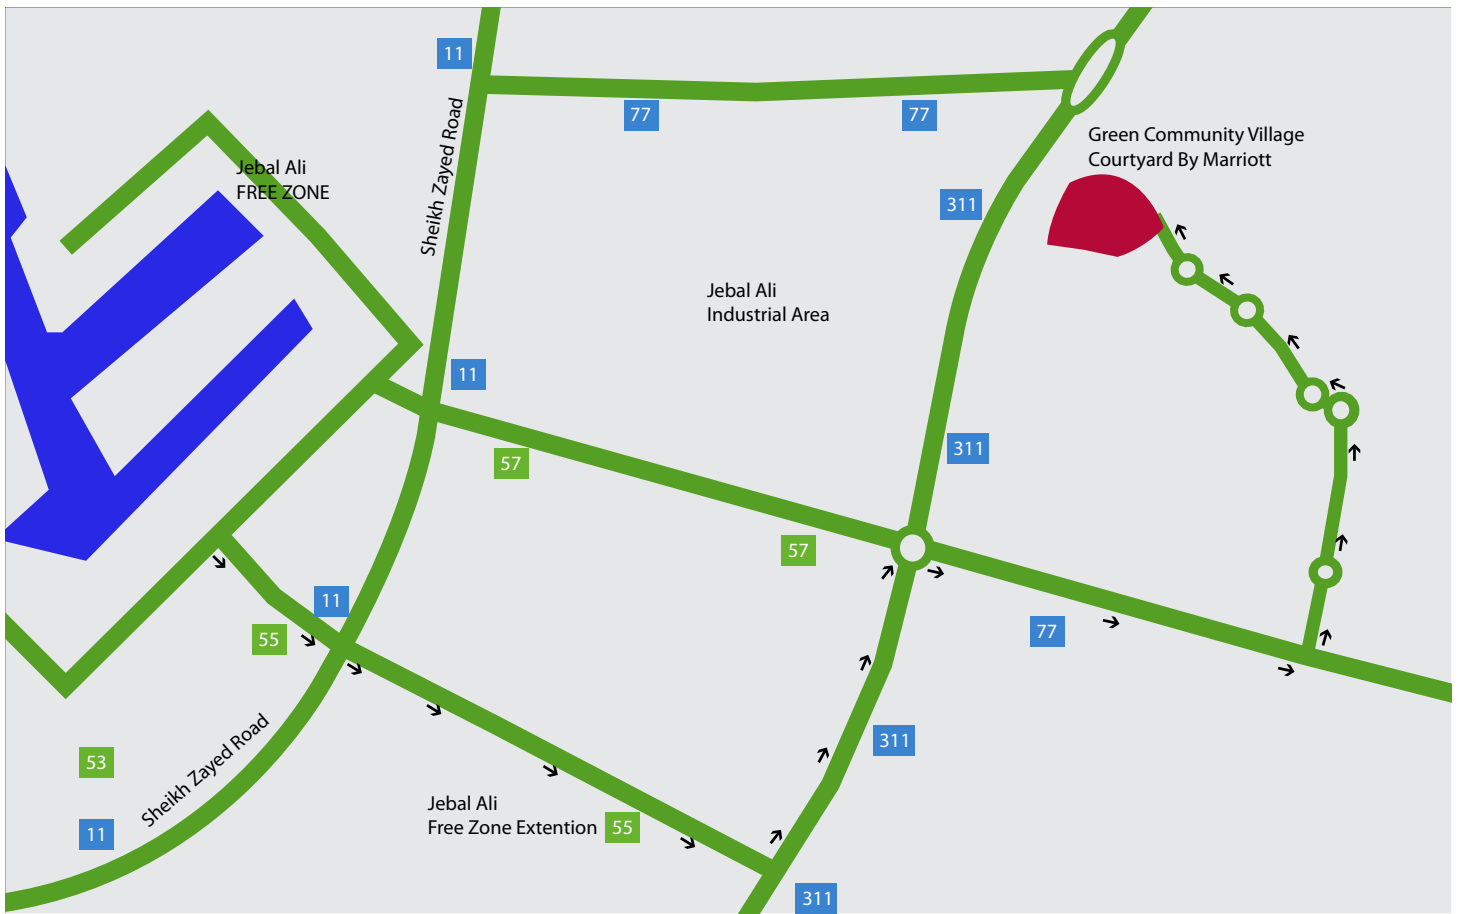 11
77
77
Green Community Village
Courtyard By Marriott
Jebal Ali
FREE ZONE
Sheikh Zayed Road
311
Jebal Ali
Industrial Area
11
311
57
57
11
55
77
311
53
Sheikh Zayed Road
11
Jebal Ali
Free Zone Extention
55
311